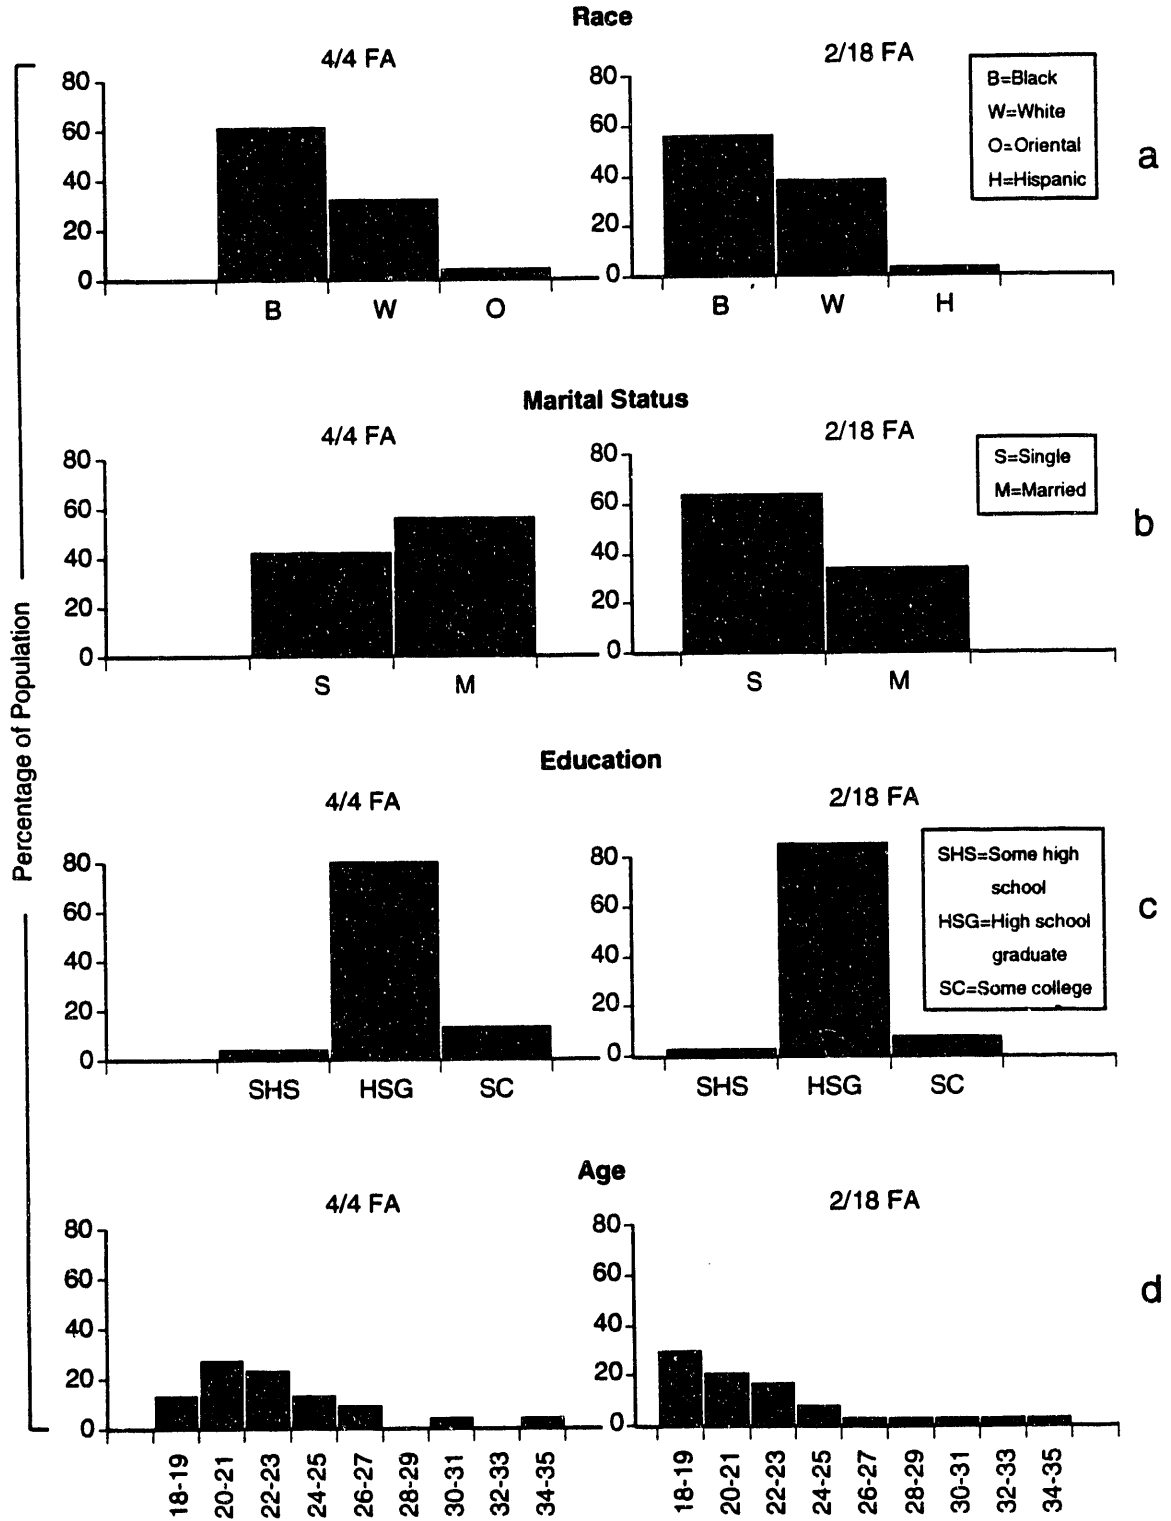 Race
4/4 FA
2/18 FA
80
60
40
20
0
B
W
O
80
60
40
20
0
B
W
H
B=Black
W=White
O=Oriental
H=Hispanic
a
Marital Status
4/4 FA
2/18 FA
80
60
40
20
0
S
M
80
60
40
20
0
S
M
S=Single
M=Married
b
Percentage of Population
Education
4/4 FA
2/18 FA
80
60
40
20
0
SHS
HSG
SC
80
60
40
20
0
SHS
HSG
SC
SHS=Some high
school
HSG=High school
graduate
SC=Some college
c
Age
4/4 FA
2/18 FA
80
60
40
20
0
18-19
20-21
22-23
24-25
26-27
28-29
30-31
32-33
34-35
80
60
40
20
0
18-19
20-21
22-23
24-25
26-27
28-29
30-31
32-33
34-35
d